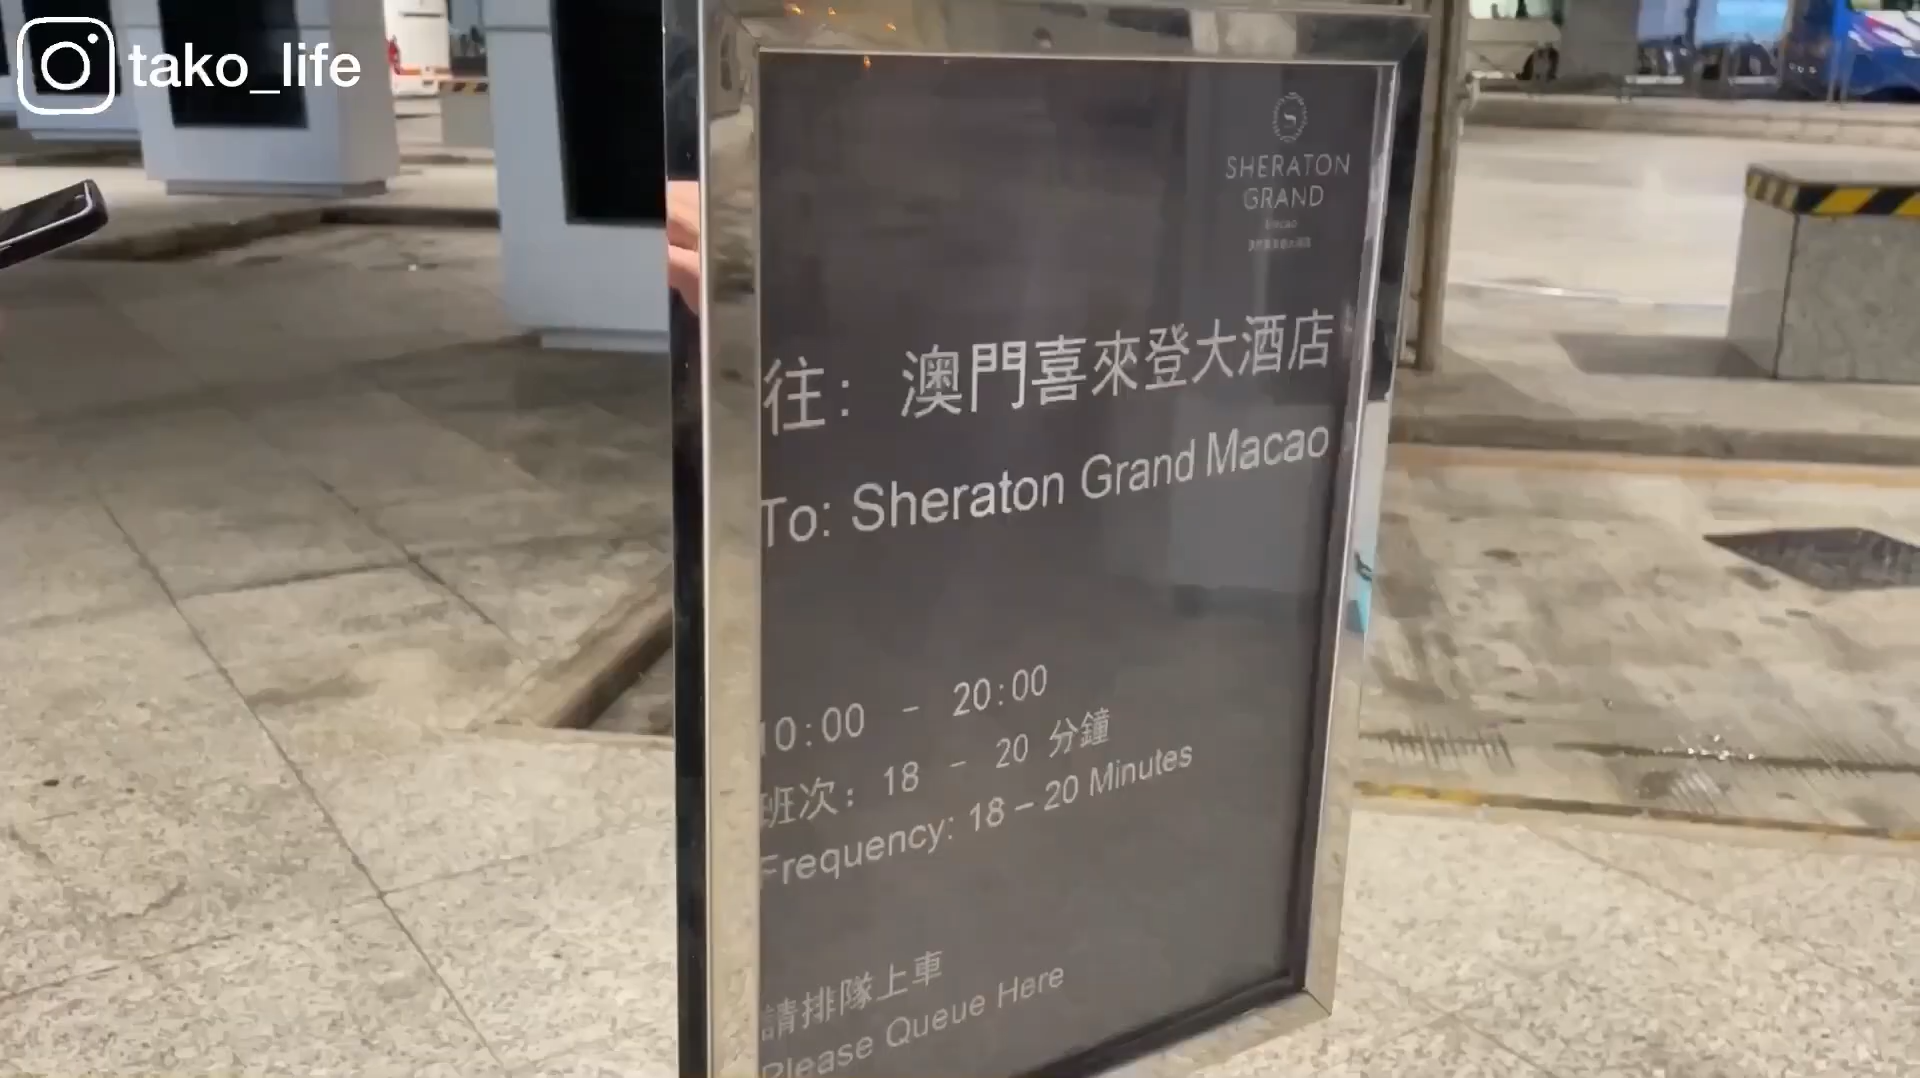 tako_life
SHERATON
GRAND
Macao
往： 澳門喜來登大酒店
To: Sheraton Grand Macao
10:00 - 20:00
班次： 18 - 20 分鐘
Frequency: 18 – 20 Minutes
請排隊上車
Please Queue Here